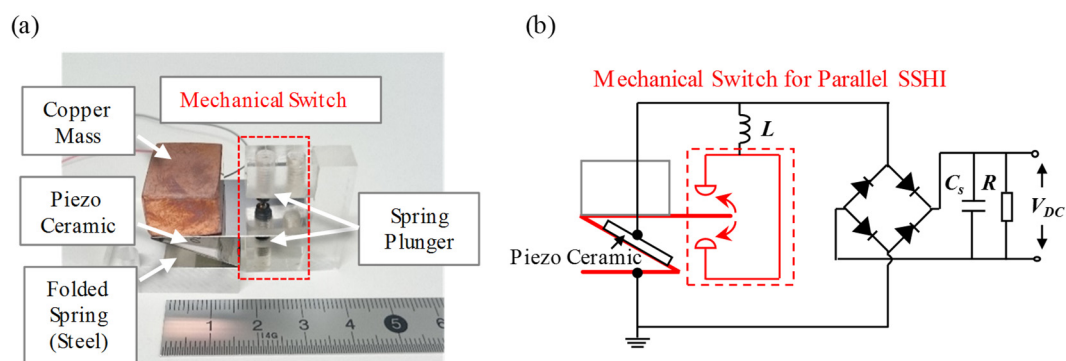 (a)
Copper
Mass
Mechanical Switch
Piezo
Ceramic
Folded
Spring
(Steel)
Spring
Plunger
1 2 3 4 5 6
14G
(b)
Mechanical Switch for Parallel SSHI
L
Piezo Ceramic
Cs R
VDC